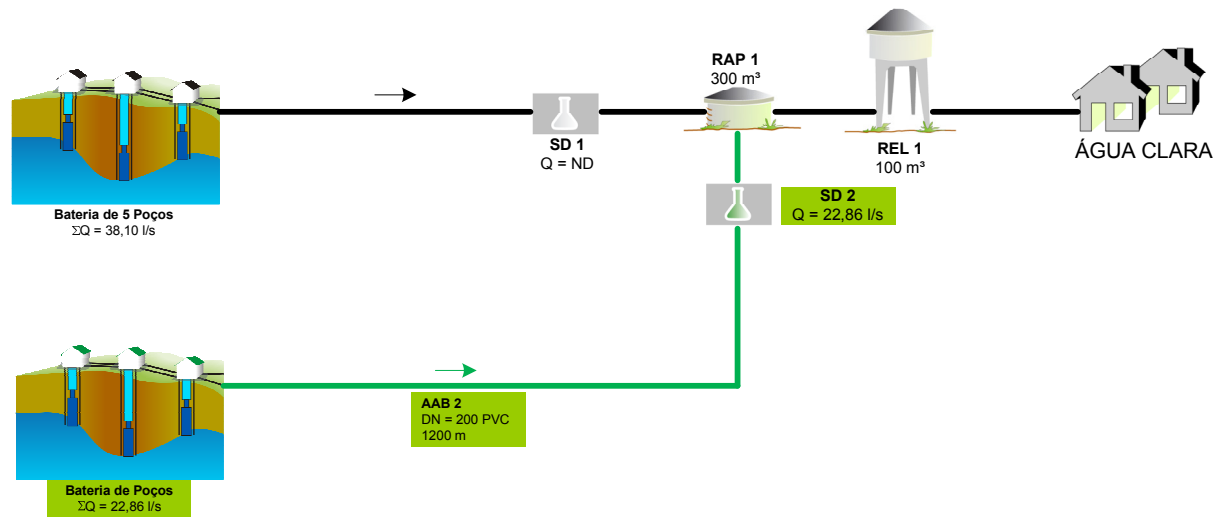 RAP 1
300 m³
SD 1
Q = ND
REL 1
100 m³
ÁGUA CLARA
Bateria de 5 Poços
ΣQ = 38,10 l/s
SD 2
Q = 22,86 l/s
AAB 2
DN = 200 PVC
1200 m
Bateria de Poços
ΣQ = 22,86 l/s